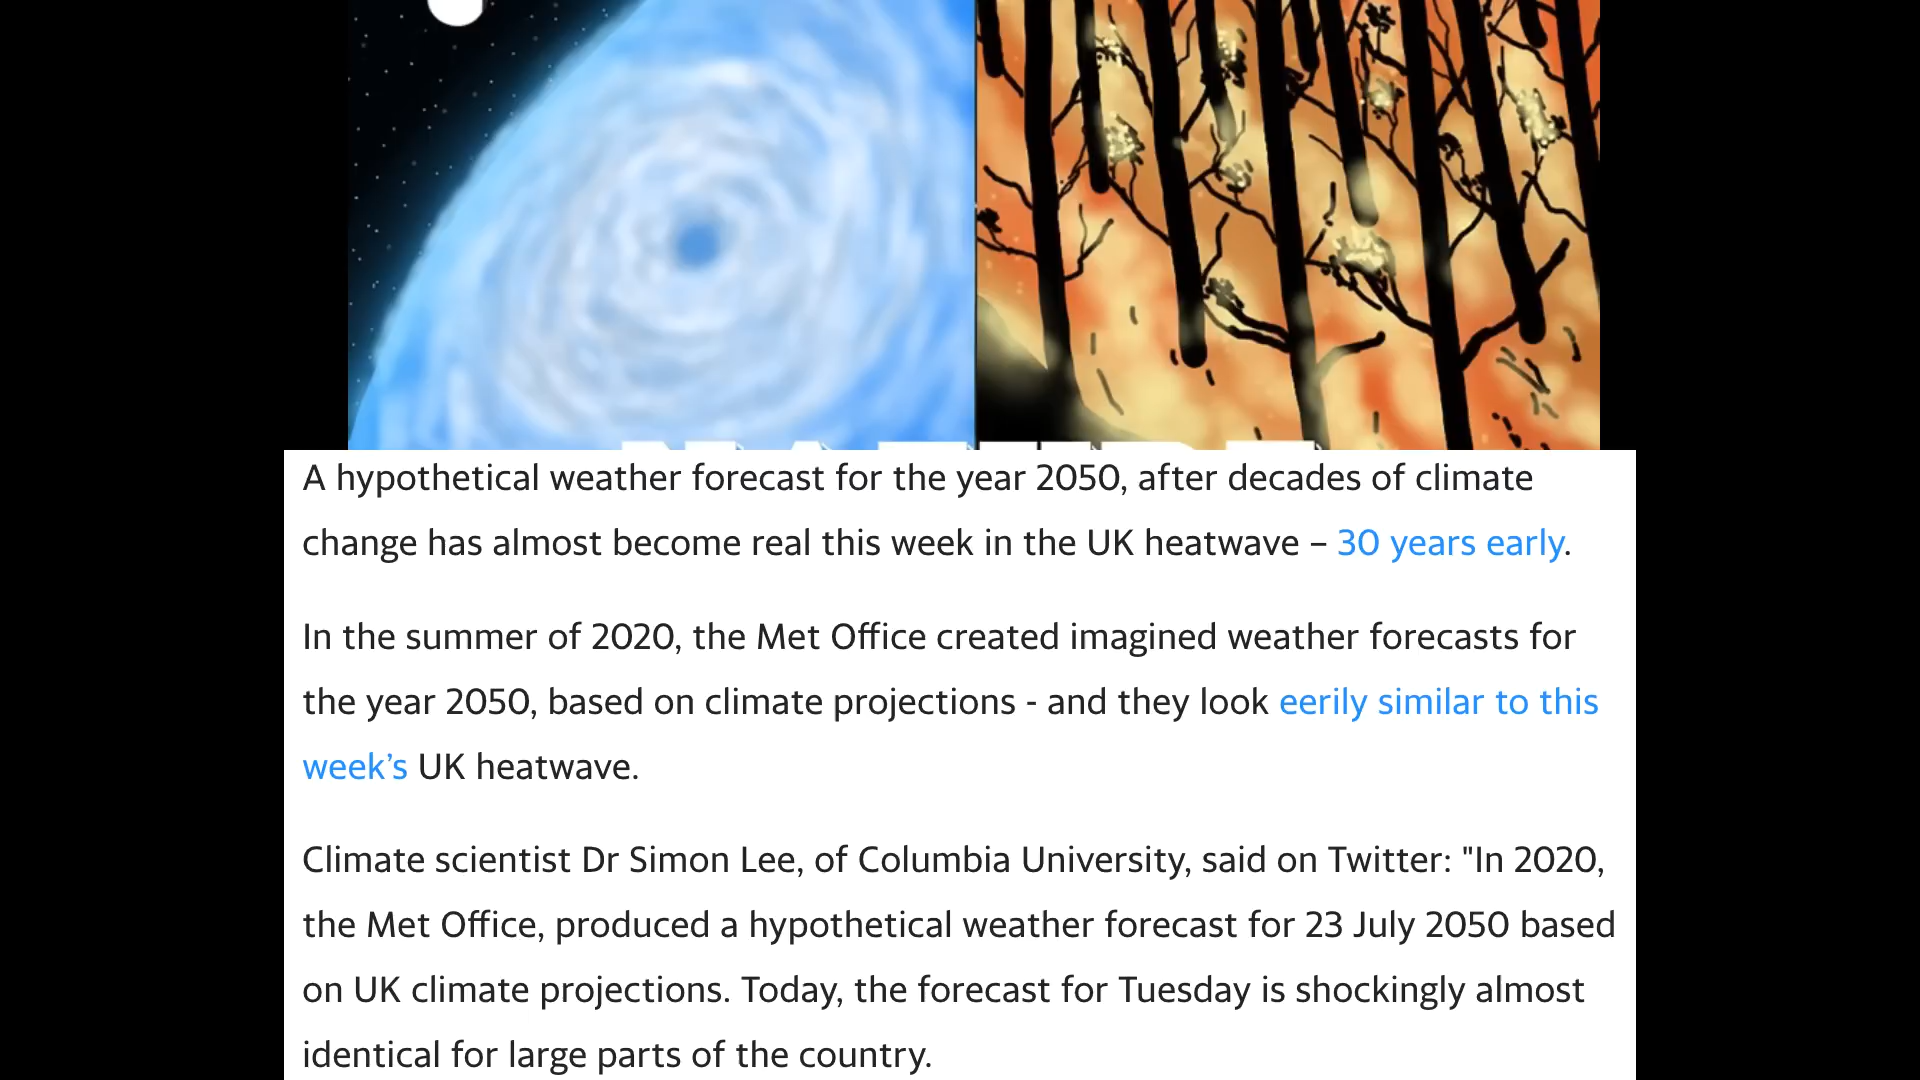 A hypothetical weather forecast for the year 2050, after decades of climate
change has almost become real this week in the UK heatwave – 30 years early.
In the summer of 2020, the Met Office created imagined weather forecasts for
the year 2050, based on climate projections - and they look eerily similar to this
week’s UK heatwave.
Climate scientist Dr Simon Lee, of Columbia University, said on Twitter: "In 2020,
the Met Office, produced a hypothetical weather forecast for 23 July 2050 based
on UK climate projections. Today, the forecast for Tuesday is shockingly almost
identical for large parts of the country.